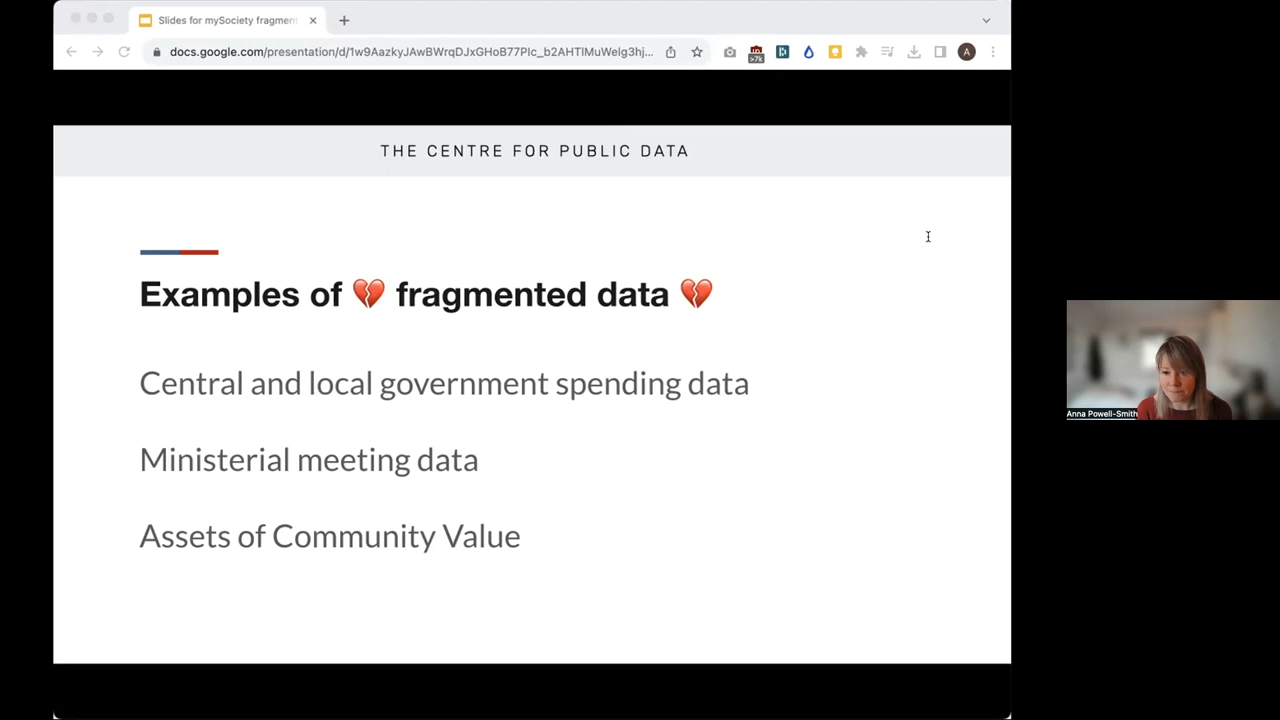 Slides for mySociety fragment
docs.google.com/presentation/d/1w9AazkyJAwBWrqDJxGHoB77Plc_b2AHTlMuWelg3hj...
>7k
A
THE CENTRE FOR PUBLIC DATA
Examples of 💔 fragmented data 💔
Central and local government spending data
Ministerial meeting data
Assets of Community Value
Anna Powell-Smith